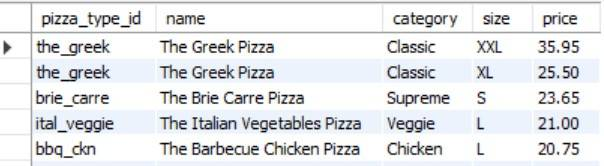 pizza_type_id name category size price
the_greek The Greek Pizza Classic XXL 35.95
the_greek The Greek Pizza Classic XL 25.50
brie_carre The Brie Carre Pizza Supreme S 23.65
ital_veggie The Italian Vegetables Pizza Veggie L 21.00
bbq_ckn The Barbecue Chicken Pizza Chicken L 20.75